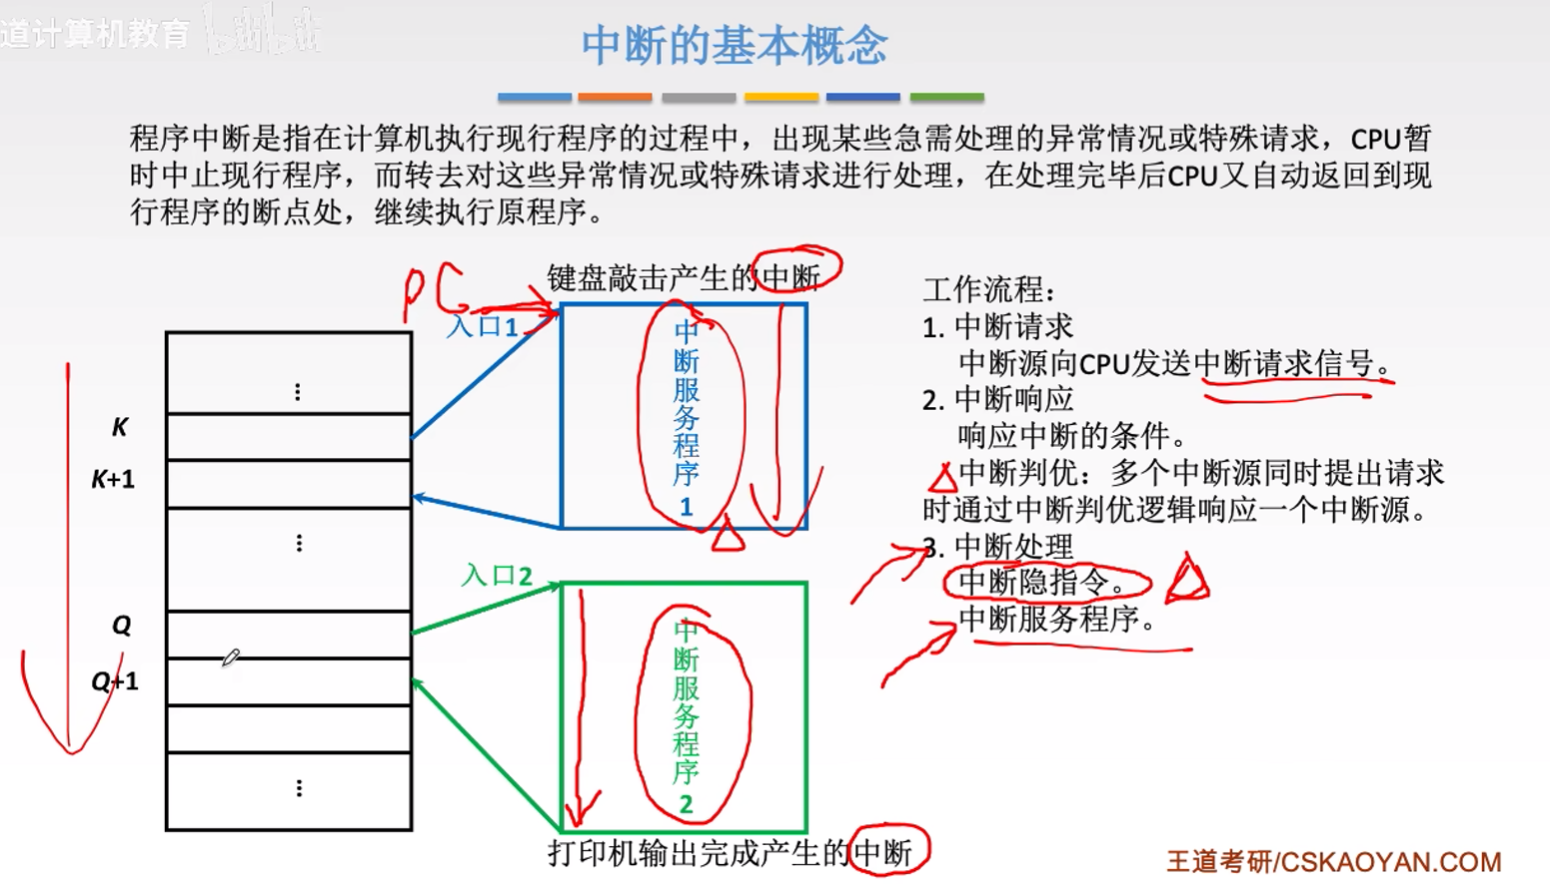 道计算机教育 bilibili
中断的基本概念
程序中断是指在计算机执行现行程序的过程中，出现某些急需处理的异常情况或特殊请求，CPU暂
时中止现行程序，而转去对这些异常情况或特殊请求进行处理，在处理完毕后CPU又自动返回到现
行程序的断点处，继续执行原程序。
PC
键盘敲击产生的中断
入口1
中断服务程序1
⋮
K
K+1
⋮
Q
Q+1
⋮
入口2
中断服务程序2
打印机输出完成产生的中断
工作流程：
1. 中断请求
中断源向CPU发送中断请求信号。
2. 中断响应
响应中断的条件。
中断判优：多个中断源同时提出请求
时通过中断判优逻辑响应一个中断源。
3. 中断处理
中断隐指令。
中断服务程序。
王道考研/CSKAOYAN.COM